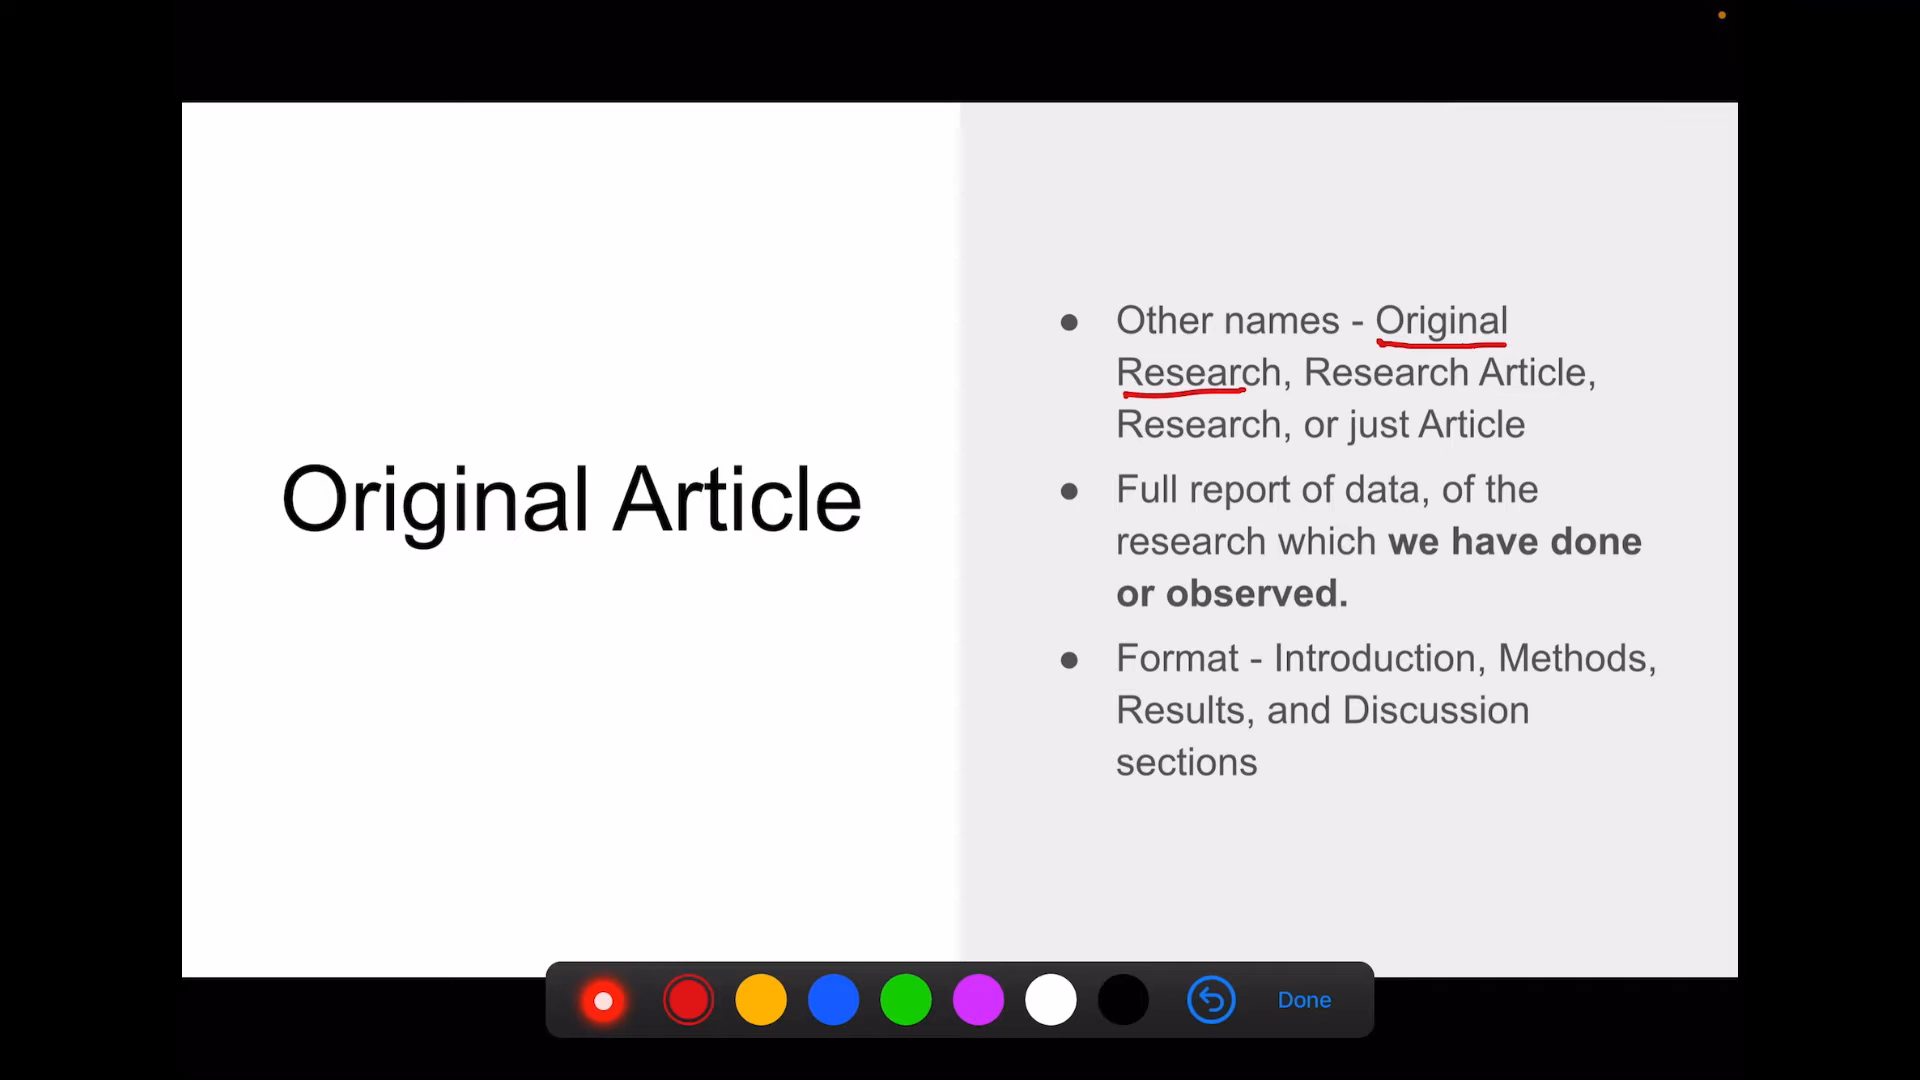 Original Article
● Other names - Original
Research, Research Article,
Research, or just Article
● Full report of data, of the
research which we have done
or observed.
● Format - Introduction, Methods,
Results, and Discussion
sections
Done